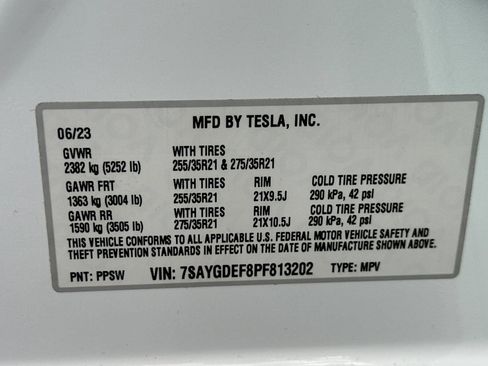 MFD BY TESLA, INC.
06/23
GVWR WITH TIRES
2382 kg (5252 lb) 255/35R21 & 275/35R21
GAWR FRT WITH TIRES RIM COLD TIRE PRESSURE
1363 kg (3004 lb) 255/35R21 21X9.5J 290 kPa, 42 psi
GAWR RR WITH TIRES RIM COLD TIRE PRESSURE
1590 kg (3505 lb) 275/35R21 21X10.5J 290 kPa, 42 psi
THIS VEHICLE CONFORMS TO ALL APPLICABLE U.S. FEDERAL MOTOR VEHICLE SAFETY AND
THEFT PREVENTION STANDARDS IN EFFECT ON THE DATE OF MANUFACTURE SHOWN ABOVE.
PNT: PPSW VIN: 7SAYGDEF8PF813202 TYPE: MPV